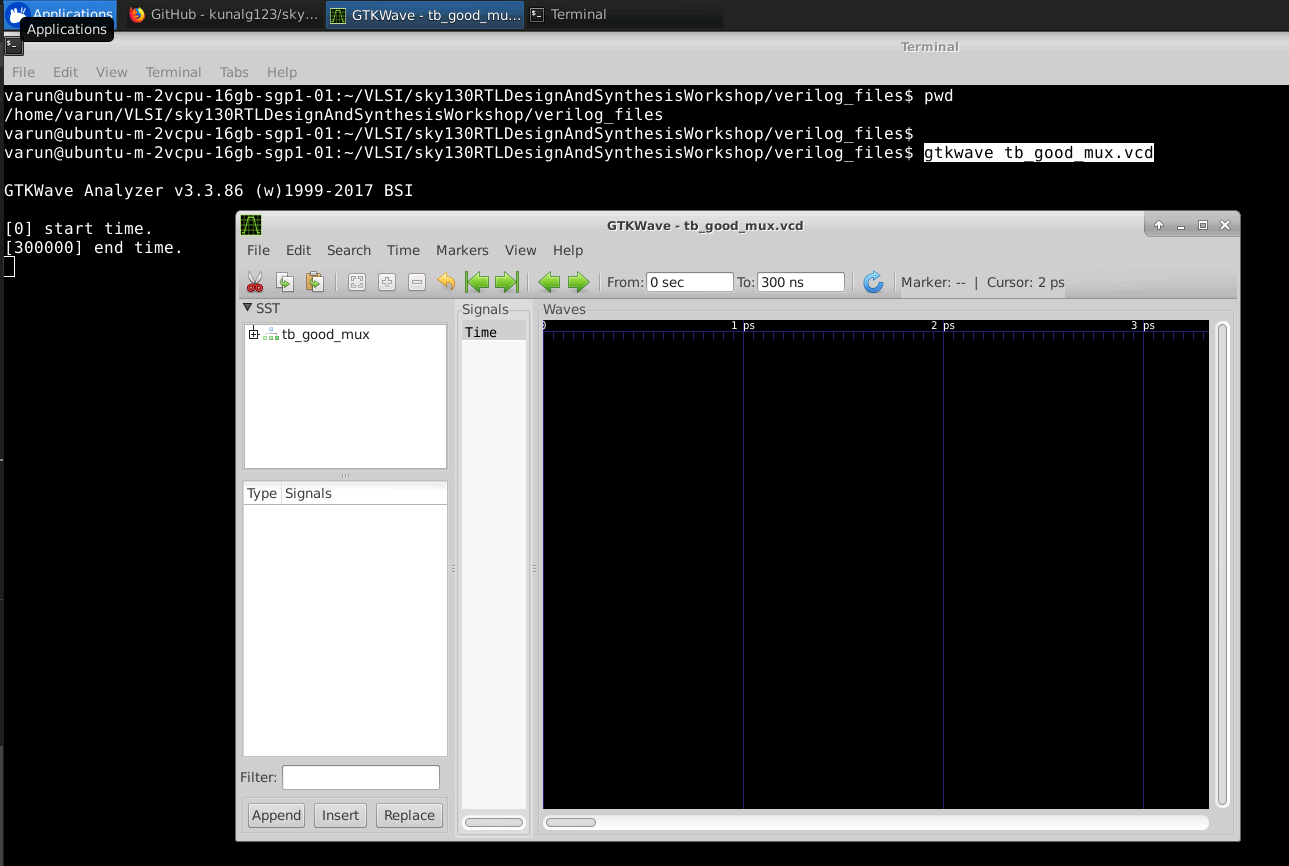 Applications GitHub - kunalg123/sky... GTKWave - tb_good_mu... Terminal
Applications
Terminal
File Edit View Terminal Tabs Help
varun@ubuntu-m-2vcpu-16gb-sgp1-01:~/VLSI/sky130RTLDesignAndSynthesisWorkshop/verilog_files$ pwd
/home/varun/VLSI/sky130RTLDesignAndSynthesisWorkshop/verilog_files
varun@ubuntu-m-2vcpu-16gb-sgp1-01:~/VLSI/sky130RTLDesignAndSynthesisWorkshop/verilog_files$
varun@ubuntu-m-2vcpu-16gb-sgp1-01:~/VLSI/sky130RTLDesignAndSynthesisWorkshop/verilog_files$ gtkwave tb_good_mux.vcd
GTKWave Analyzer v3.3.86 (w)1999-2017 BSI
[0] start time.
[300000] end time.
GTKWave - tb_good_mux.vcd
File Edit Search Time Markers View Help
From: 0 sec To: 300 ns Marker: -- | Cursor: 2 ps
SST Signals Waves
Time 0 1 ps 2 ps 3 ps
tb_good_mux
Type Signals
Filter:
Append Insert Replace